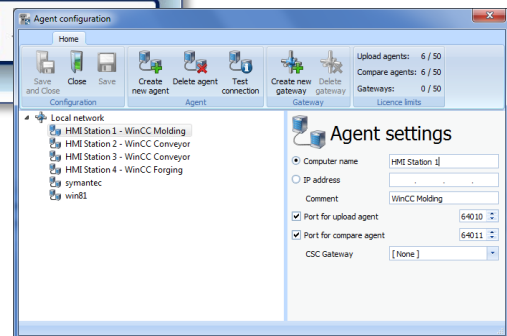 Agent configuration
Home
Save and Close
Close
Save
Create new agent
Delete agent
Test connection
Create new gateway
Delete gateway
Upload agents: 6 / 50
Compare agents: 6 / 50
Gateways: 0 / 50
Configuration
Agent
Gateway
Licence limits
Local network
HMI Station 1 - WinCC Molding
HMI Station 2 - WinCC Conveyor
HMI Station 3 - WinCC Conveyor
HMI Station 4 - WinCC Forging
symantec
win81
Agent settings
Computer name HMI Station 1
IP address . . .
Comment WinCC Molding
Port for upload agent 64010
Port for compare agent 64011
CSC Gateway [ None ]